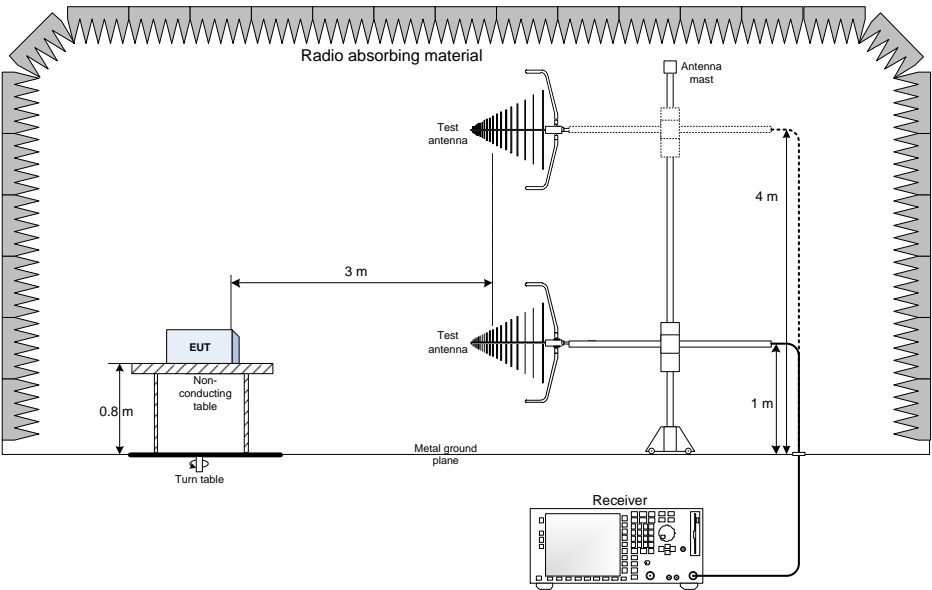 Radio absorbing material
Antenna
mast
Test
antenna
4 m
3 m
Test
antenna
EUT
Non-
conducting
table
0.8 m
1 m
Metal ground
plane
Turn table
Receiver